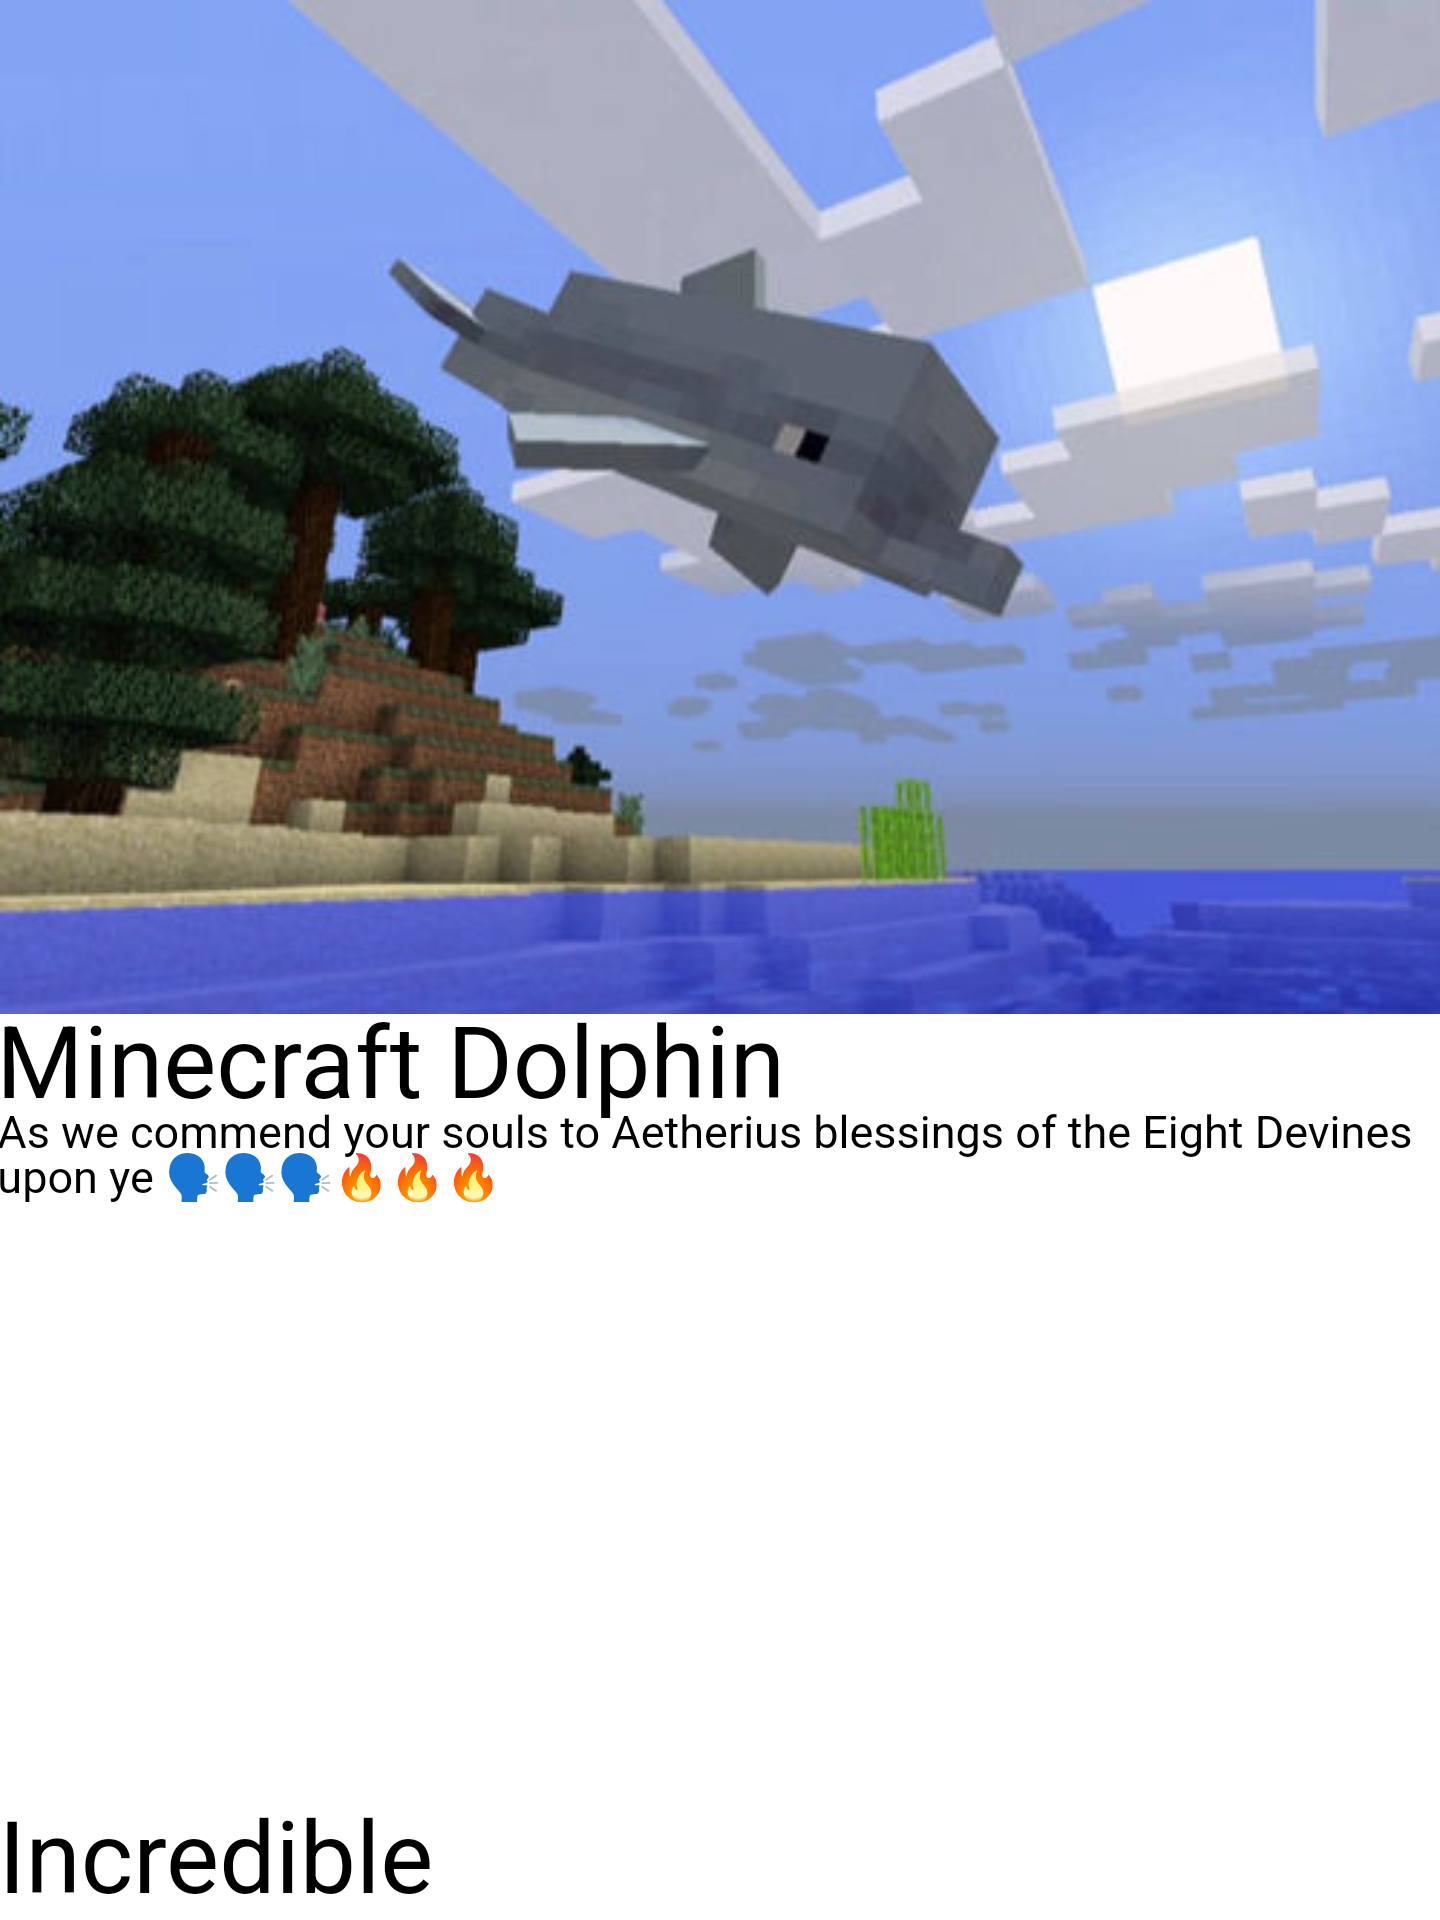 Minecraft Dolphin
As we commend your souls to Aetherius blessings of the Eight Devines
upon ye 🗣️🗣️🗣️🔥🔥🔥
Incredible